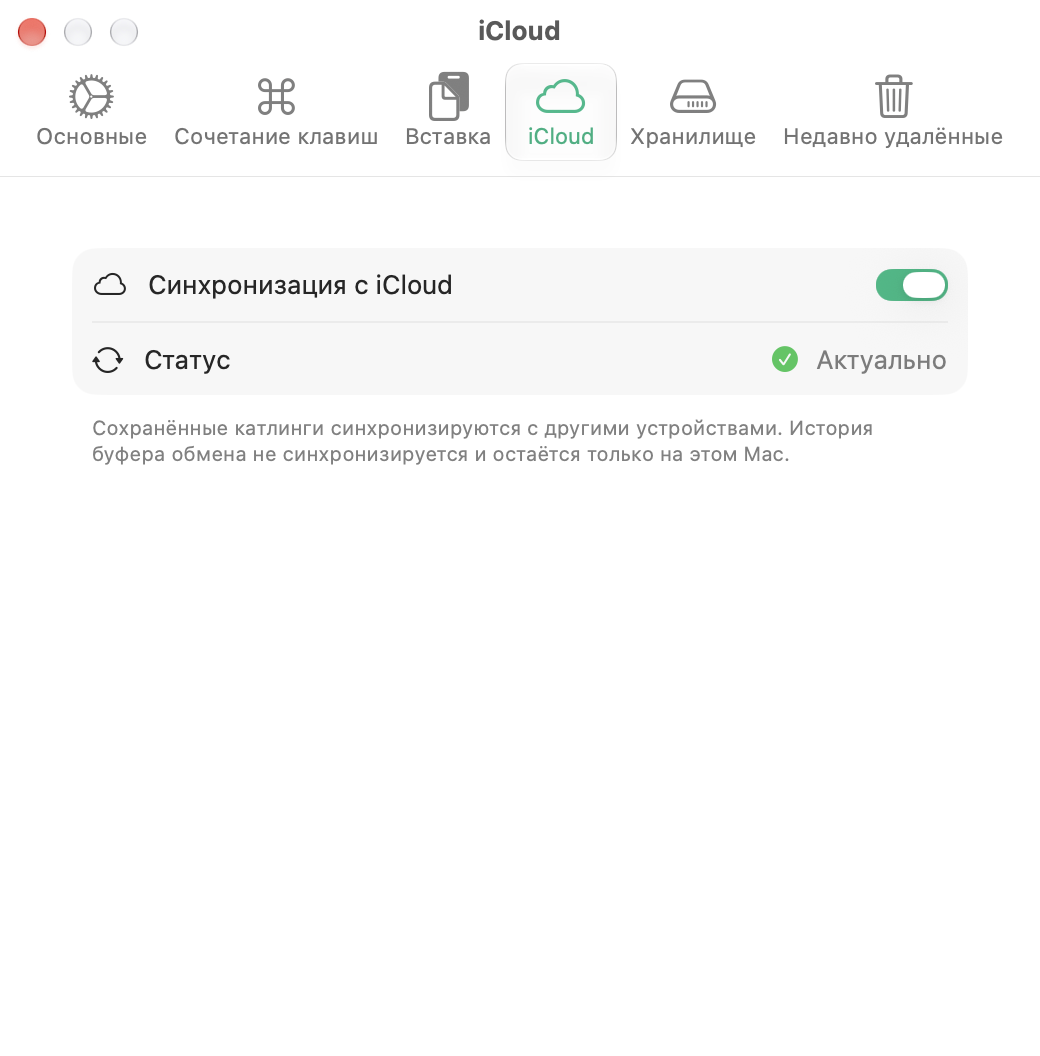 iCloud
Основные
Сочетание клавиш
Вставка
iCloud
Хранилище
Недавно удалённые
Синхронизация с iCloud
Статус
Актуально
Сохранённые катлинги синхронизируются с другими устройствами. История
буфера обмена не синхронизируется и остаётся только на этом Mac.